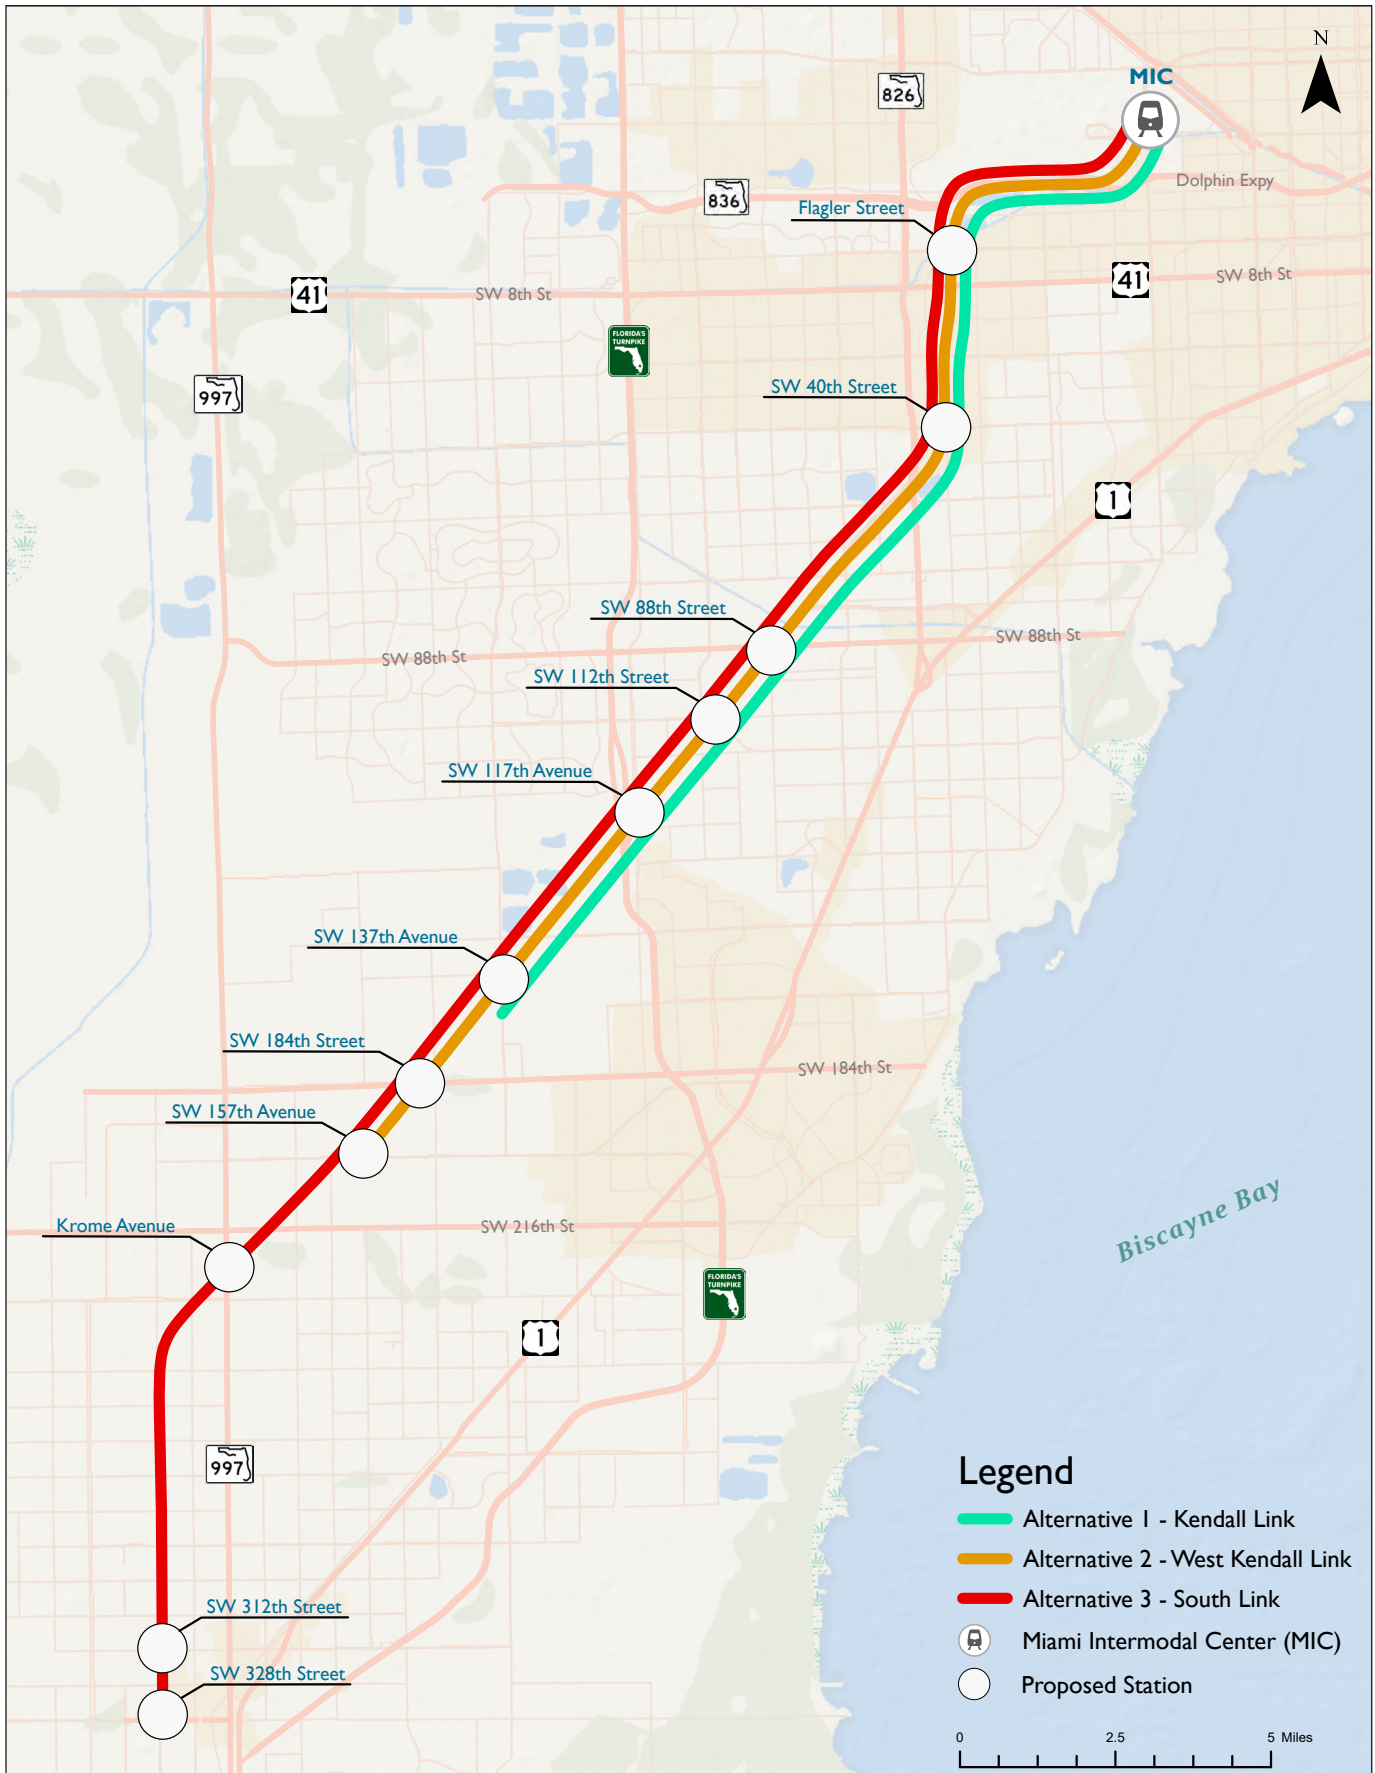 N
MIC
826
Dolphin Expy
836
Flagler Street
41
SW 8th St
41
SW 8th St
FLORIDA'S
TURNPIKE
997
SW 40th Street
1
SW 88th Street
SW 88th St
SW 88th St
SW 112th Street
SW 117th Avenue
SW 137th Avenue
SW 184th Street
SW 184th St
SW 157th Avenue
Krome Avenue
SW 216th St
Biscayne Bay
FLORIDA'S
TURNPIKE
1
997
Legend
Alternative 1 - Kendall Link
Alternative 2 - West Kendall Link
Alternative 3 - South Link
Miami Intermodal Center (MIC)
Proposed Station
SW 312th Street
SW 328th Street
0 2.5 5 Miles